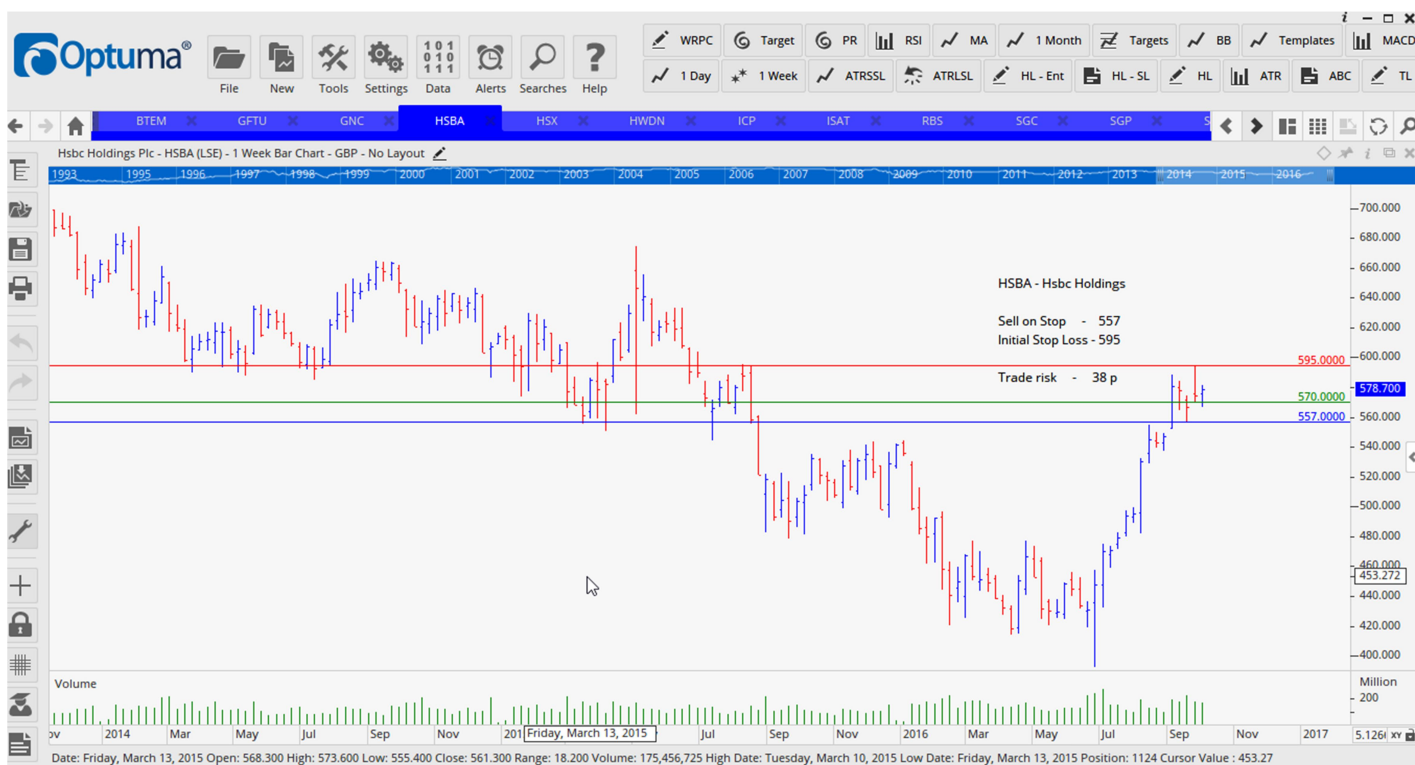 Optuma®
File New Tools Settings Data Alerts Searches Help
WRPC Target PR RSI MA 1 Month Targets BB Templates MACD
1 Day 1 Week ATRSSL ATRLSL HL - Ent HL - SL HL ATR ABC TL
BTEM GFTU GNC HSBA HSX HWDN ICP ISAT RBS SGC SGP S
Hsbc Holdings Plc - HSBA (LSE) - 1 Week Bar Chart - GBP - No Layout
1993 1995 1996 1997 1998 1999 2000 2001 2002 2003 2004 2005 2006 2007 2008 2009 2010 2011 2012 2013 2014 2015 2016
700.000
680.000
660.000
HSBA - Hsbc Holdings
640.000
Sell on Stop - 557
620.000
Initial Stop Loss - 595
600.000
595.0000
Trade risk - 38 p
578.700
570.0000
557.0000
560.000
540.000
520.000
500.000
480.000
460.000
453.272
440.000
420.000
400.000
Volume
Million
200
ov 2014 Mar May Jul Sep Nov 201 Friday, March 13, 2015 Jul Sep Nov 2016 Mar May Jul Sep Nov 2017 5.126 XY
Date: Friday, March 13, 2015 Open: 568.300 High: 573.600 Low: 555.400 Close: 561.300 Range: 18.200 Volume: 175,456,725 High Date: Tuesday, March 10, 2015 Low Date: Friday, March 13, 2015 Position: 1124 Cursor Value : 453.27